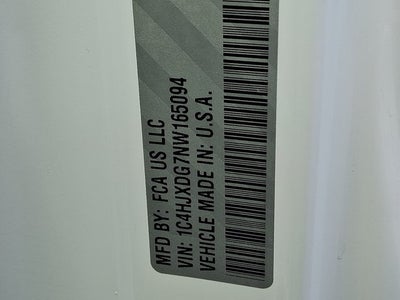 MFD BY: FCA US LLC
VIN: 1C4HJXDG7NW165094
VEHICLE MADE IN: U.S.A.